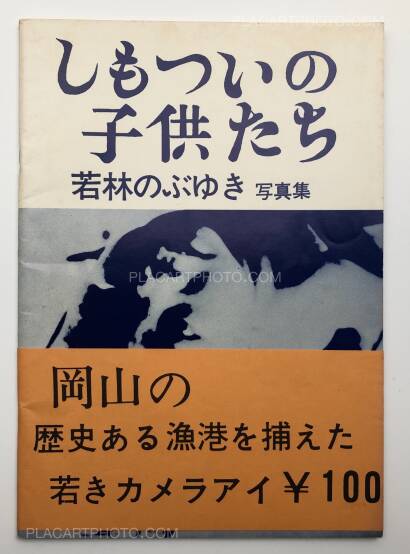 しもついの
子供たち
若林のぶゆき 写真集
PLACARTPHOTO.COM
PLACARTPHOTO.COM
岡山の
歴史ある漁港を捕えた
若きカメラアイ ¥100
PLACARTPHOTO.COM